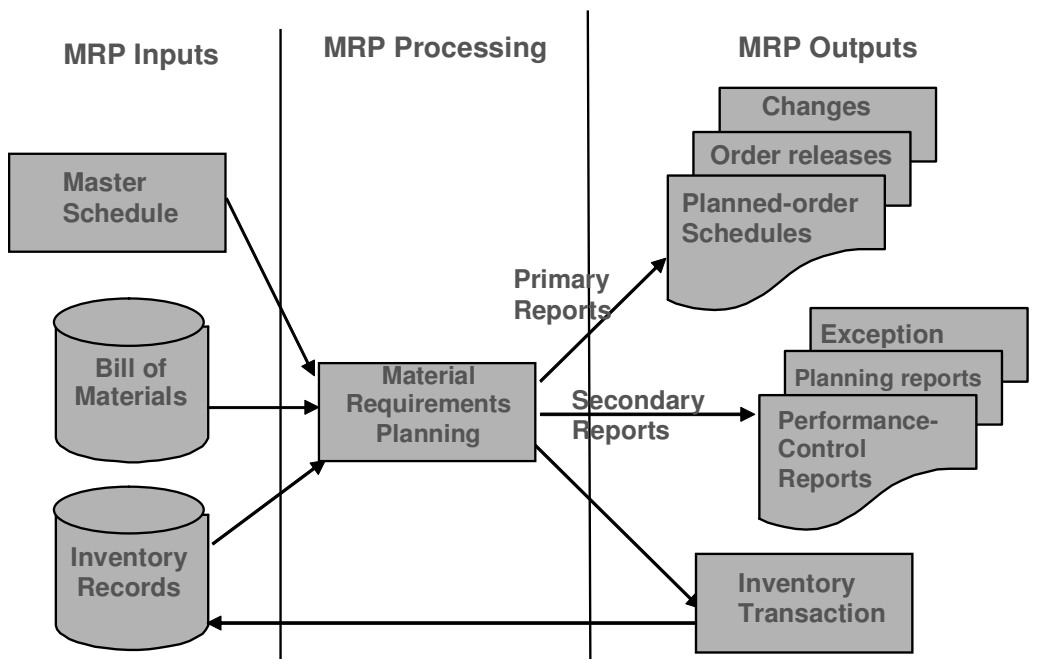 MRP Inputs
MRP Processing
MRP Outputs
Master
Schedule
Bill of
Materials
Inventory
Records
Material
Requirements
Planning
Primary
Reports
Secondary
Reports
Changes
Order releases
Planned-order
Schedules
Exception
Planning reports
Performance-
Control
Reports
Inventory
Transaction